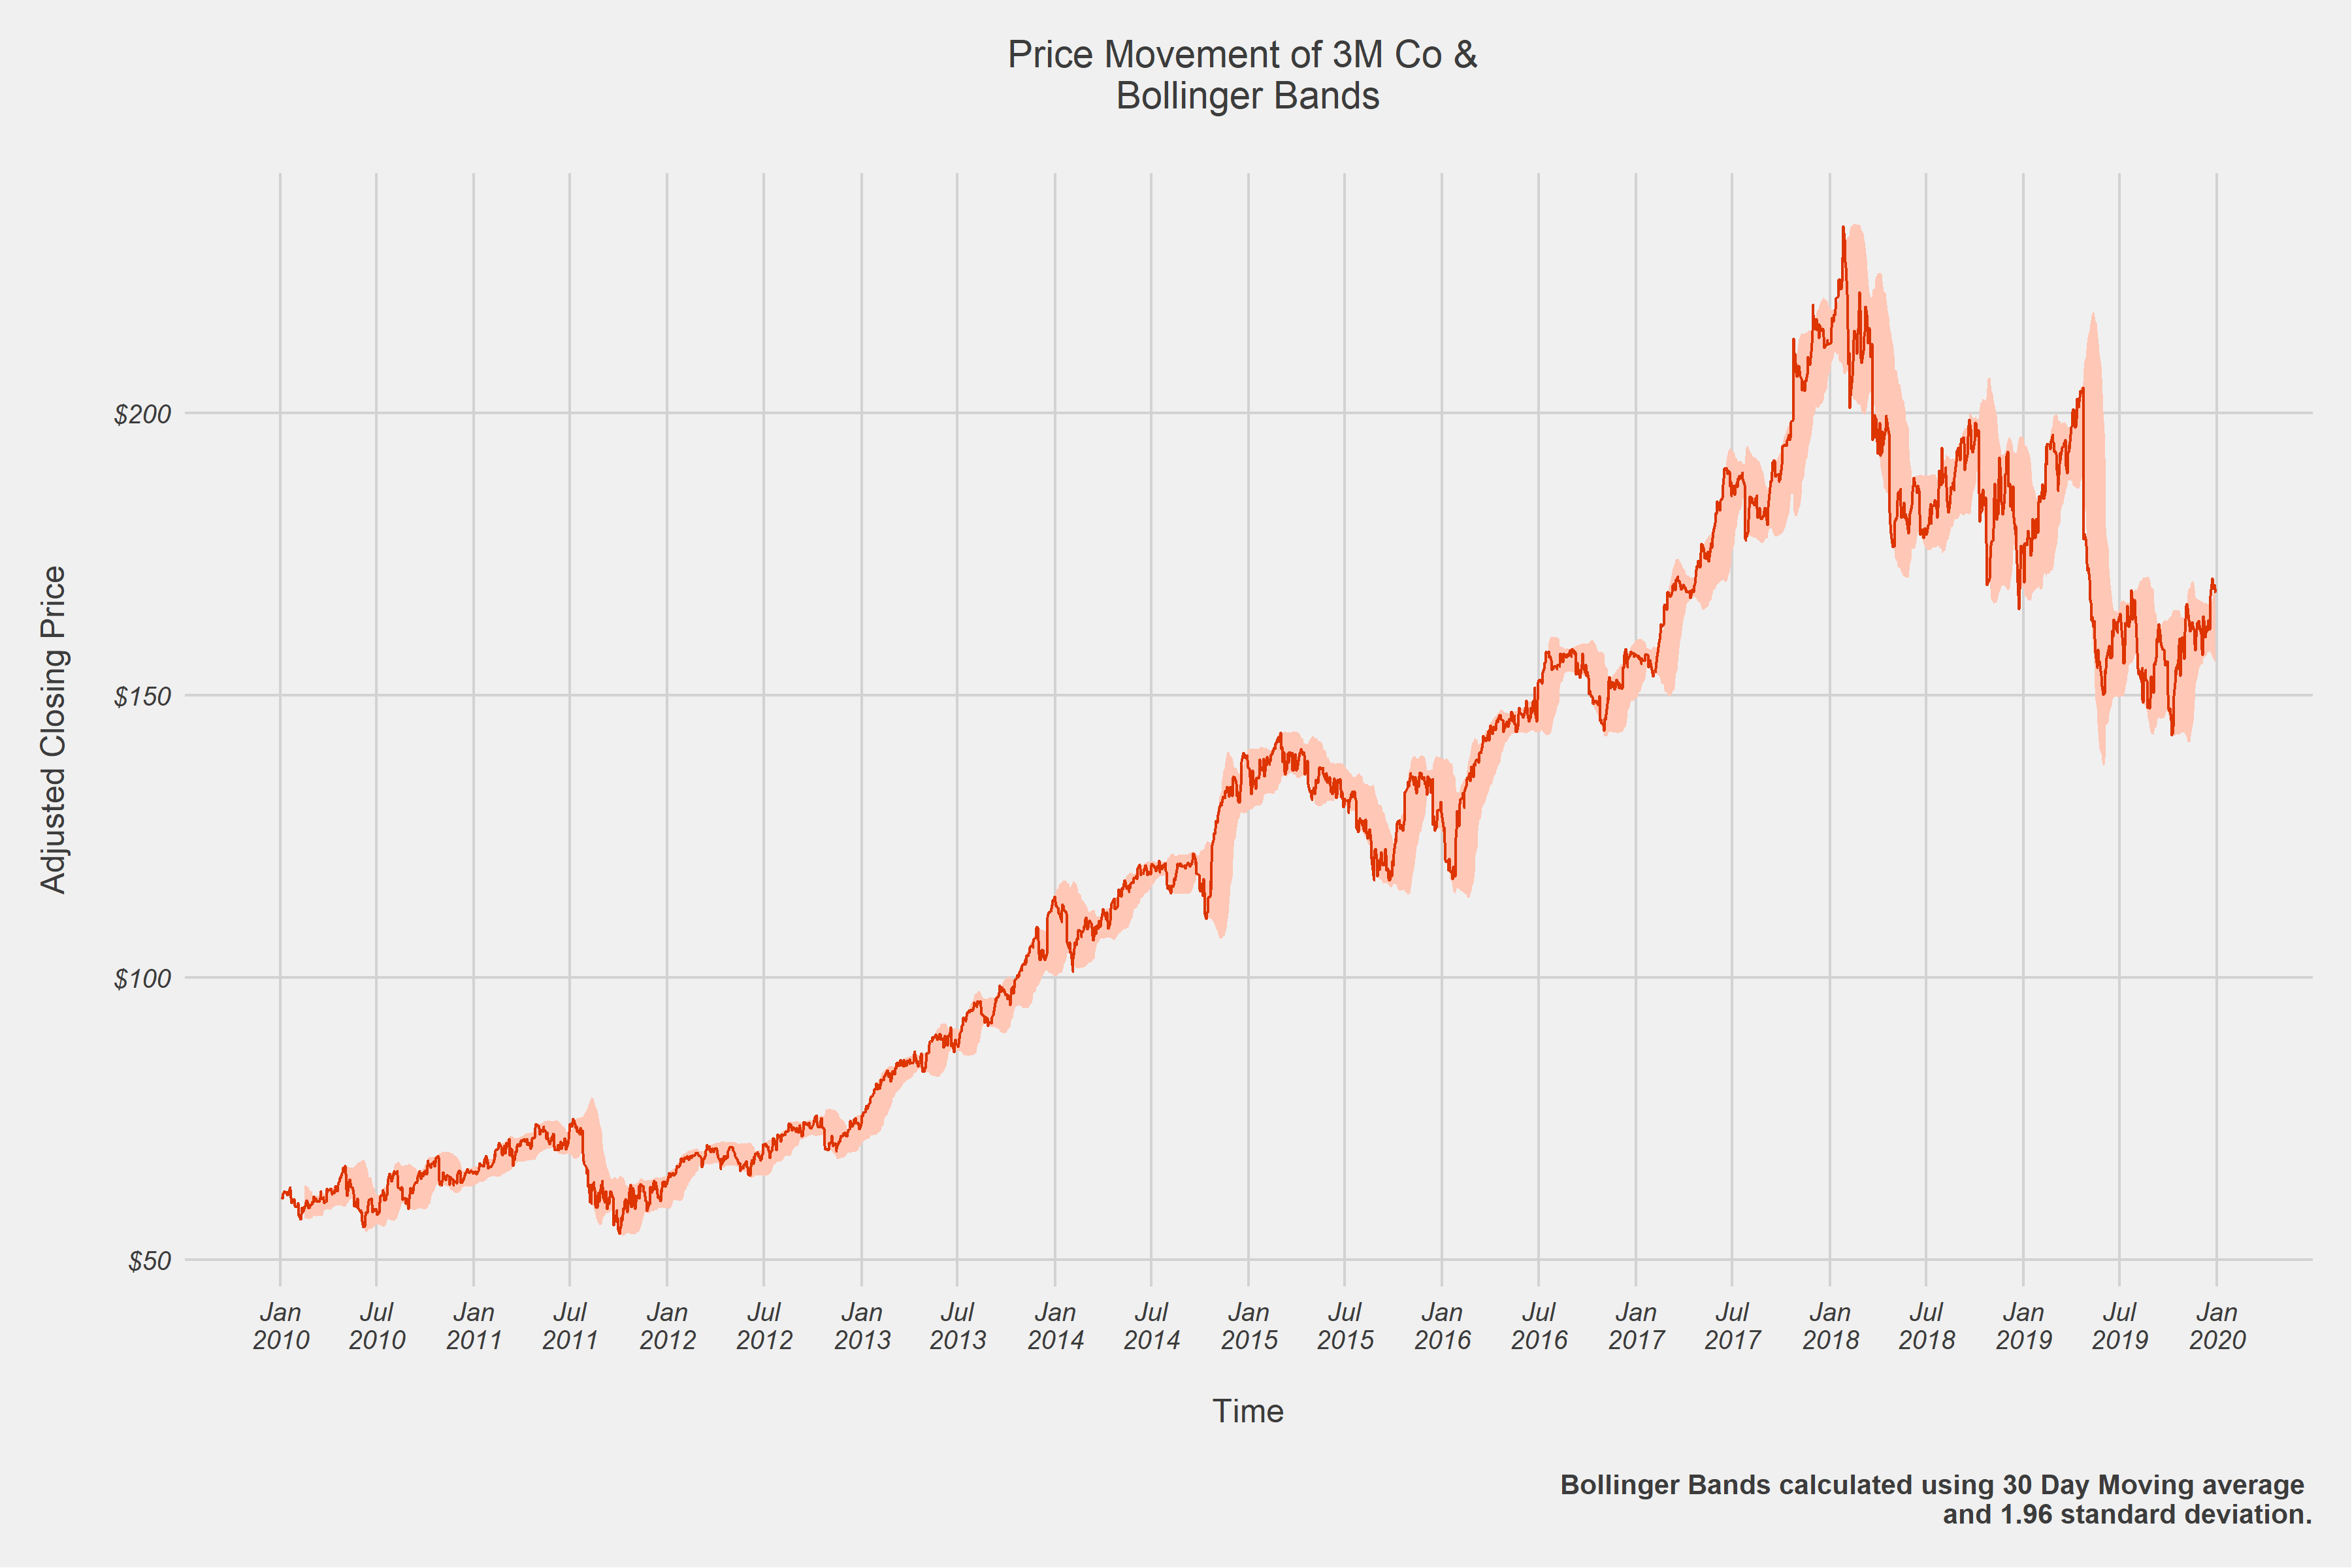 Price Movement of 3M Co &
Bollinger Bands
Adjusted Closing Price
$200
$150
$100
$50
Jan 2010
Jul 2010
Jan 2011
Jul 2011
Jan 2012
Jul 2012
Jan 2013
Jul 2013
Jan 2014
Jul 2014
Jan 2015
Jul 2015
Jan 2016
Jul 2016
Jan 2017
Jul 2017
Jan 2018
Jul 2018
Jan 2019
Jul 2019
Jan 2020
Time
Bollinger Bands calculated using 30 Day Moving average
and 1.96 standard deviation.